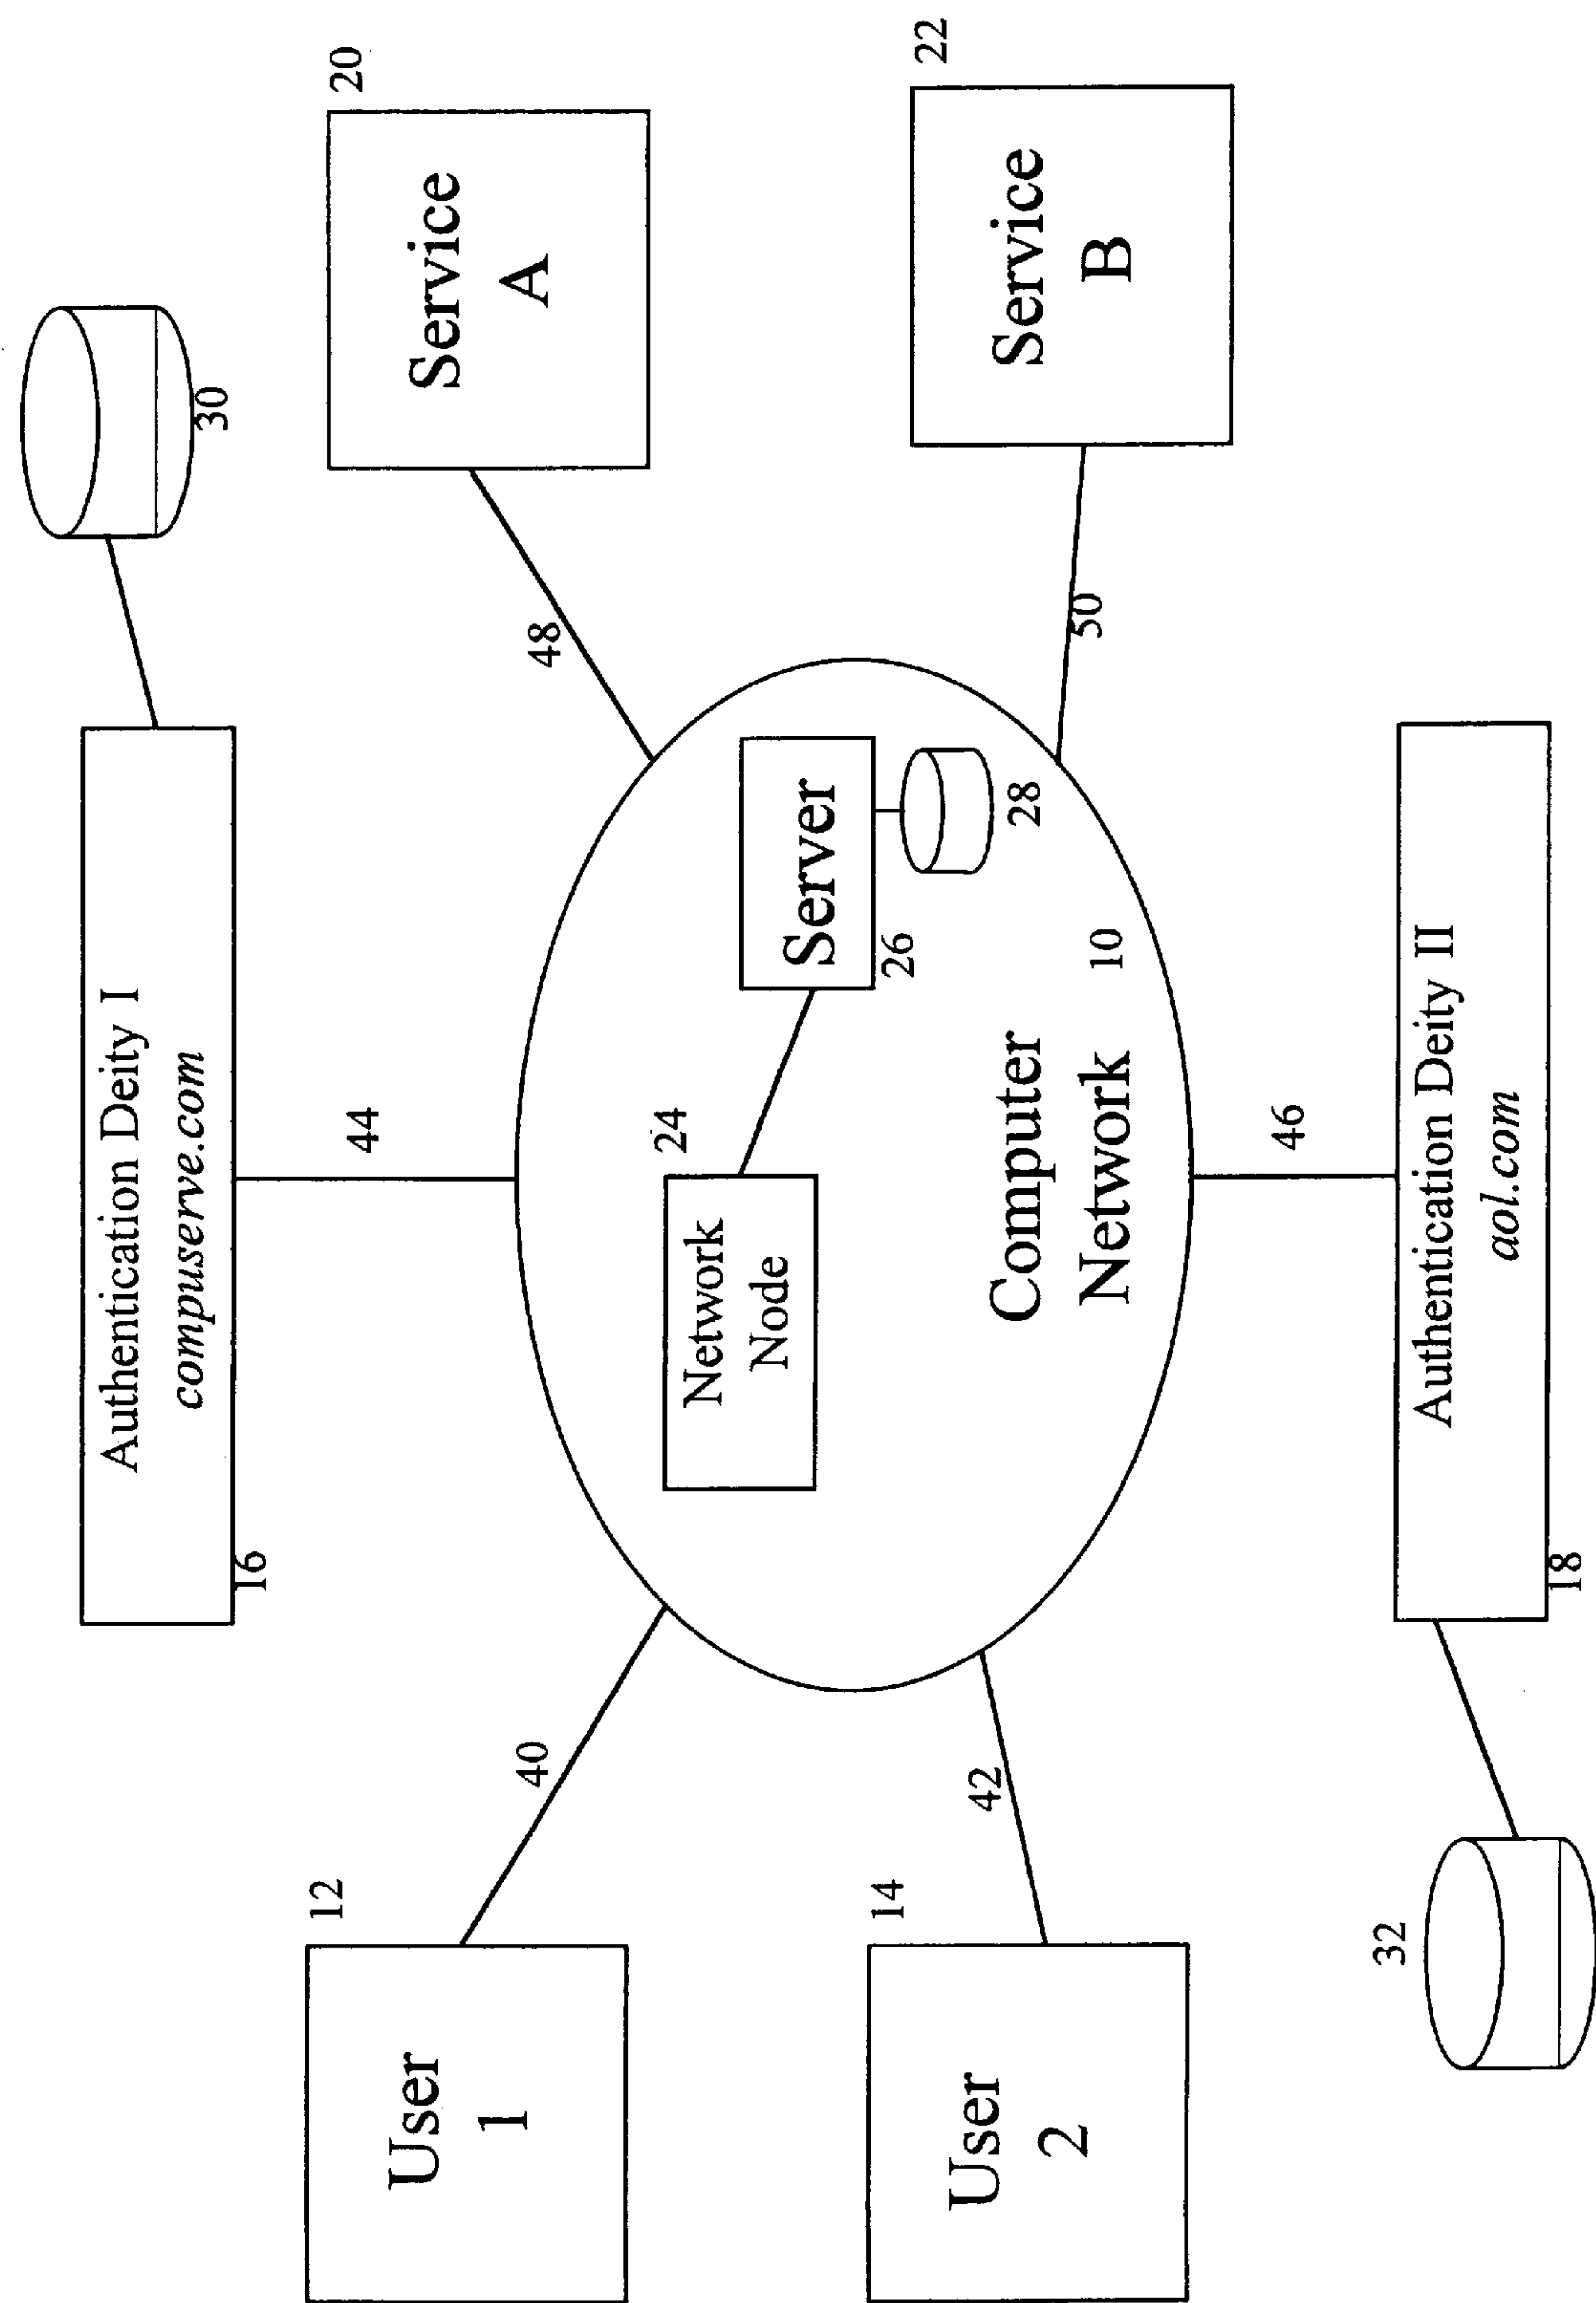 Authentication Deity I
compuserve.com
16
30
44
User
1
12
40
Service
A
20
48
Network
Node
24
Server
26
28
Computer
Network
10
User
2
14
42
Service
B
22
50
46
32
Authentication Deity II
aol.com
18